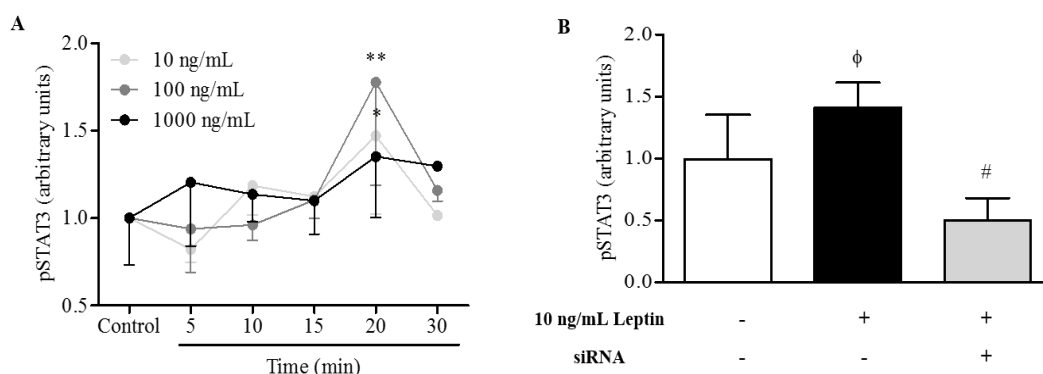 A
pSTAT3 (arbitrary units)
2.0
1.5
1.0
0.5
10 ng/mL
100 ng/mL
1000 ng/mL
**
*
Control 5 10 15 20 30
Time (min)
B
pSTAT3 (arbitrary units)
2.0
1.5
1.0
0.5
0.0
ϕ
#
10 ng/mL Leptin - + +
siRNA - - +